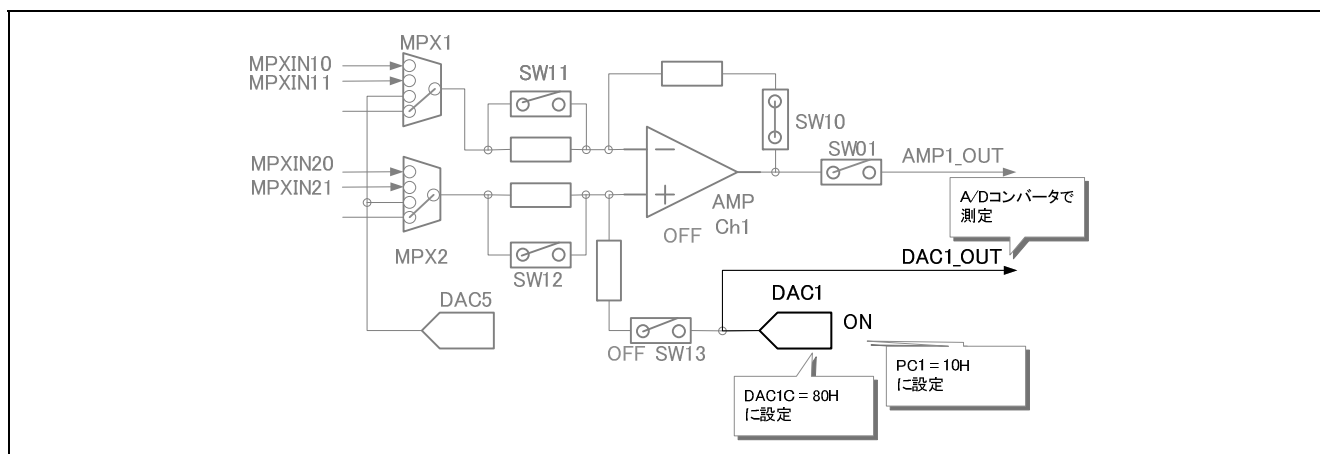 MPX1
MPXIN10
MPXIN11
SW11
SW10
SW01
AMP1_OUT
MPXIN20
MPXIN21
AMP
Ch1
OFF
A/Dコンバータで
測定
MPX2
SW12
DAC1_OUT
DAC5
DAC1
ON
OFF SW13
PC1 = 10H
に設定
DAC1C = 80H
に設定